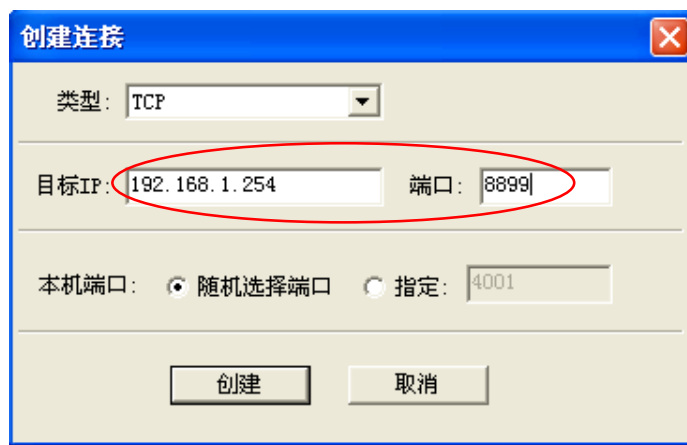 创建连接
类型: TCP
目标IP: 192.168.1.254 端口: 8899
本机端口: 随机选择端口 指定: 4001
创建 取消